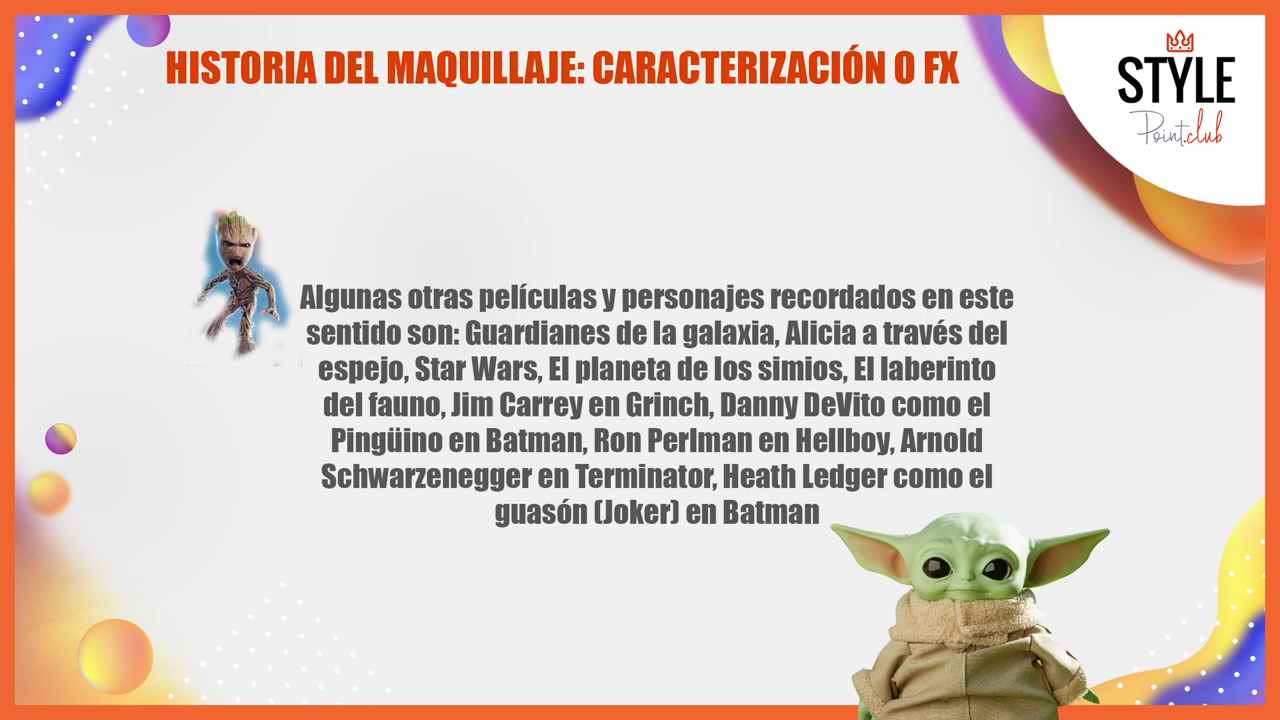 HISTORIA DEL MAQUILLAJE: CARACTERIZACIÓN O FX
STYLE
Point.club
Algunas otras películas y personajes recordados en este
sentido son: Guardianes de la galaxia, Alicia a través del
espejo, Star Wars, El planeta de los simios, El laberinto
del fauno, Jim Carrey en Grinch, Danny DeVito como el
Pingüino en Batman, Ron Perlman en Hellboy, Arnold
Schwarzenegger en Terminator, Heath Ledger como el
guasón (Joker) en Batman